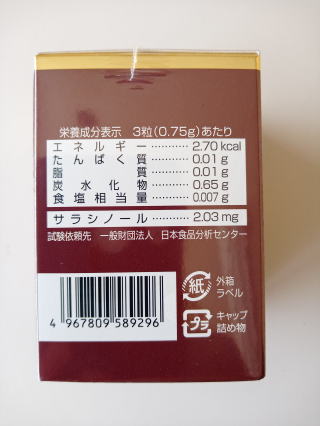 栄養成分表示 3粒(0.75g)あたり
エネルギー………… 2.70 kcal
たんぱく質………… 0.01 g
脂質………… 0.01 g
炭水化物………… 0.65 g
食塩相当量………… 0.007 g
サラシノール………… 2.03 mg
試験依頼先 一般財団法人 日本食品分析センター
紙 外箱
ラベル
プラ キャップ
詰め物
4 967809 589296